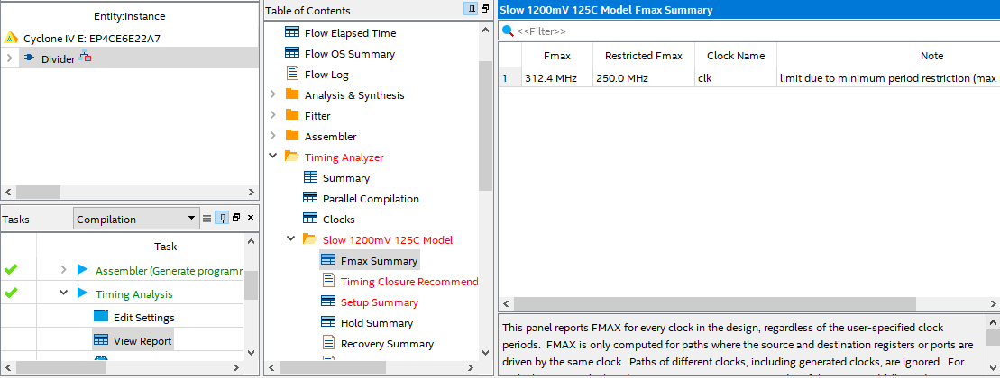 Entity:Instance
Cyclone IV E: EP4CE6E22A7
Divider
Tasks
Compilation
Task
Assembler (Generate programm
Timing Analysis
Edit Settings
View Report
Table of Contents
Flow Elapsed Time
Flow OS Summary
Flow Log
Analysis & Synthesis
Fitter
Assembler
Timing Analyzer
Summary
Parallel Compilation
Clocks
Slow 1200mV 125C Model
Fmax Summary
Timing Closure Recommend
Setup Summary
Hold Summary
Recovery Summary
Slow 1200mV 125C Model Fmax Summary
<<Filter>>
Fmax Restricted Fmax Clock Name Note
1 312.4 MHz 250.0 MHz clk limit due to minimum period restriction (max
This panel reports FMAX for every clock in the design, regardless of the user-specified clock
periods. FMAX is only computed for paths where the source and destination registers or ports are
driven by the same clock. Paths of different clocks, including generated clocks, are ignored. For